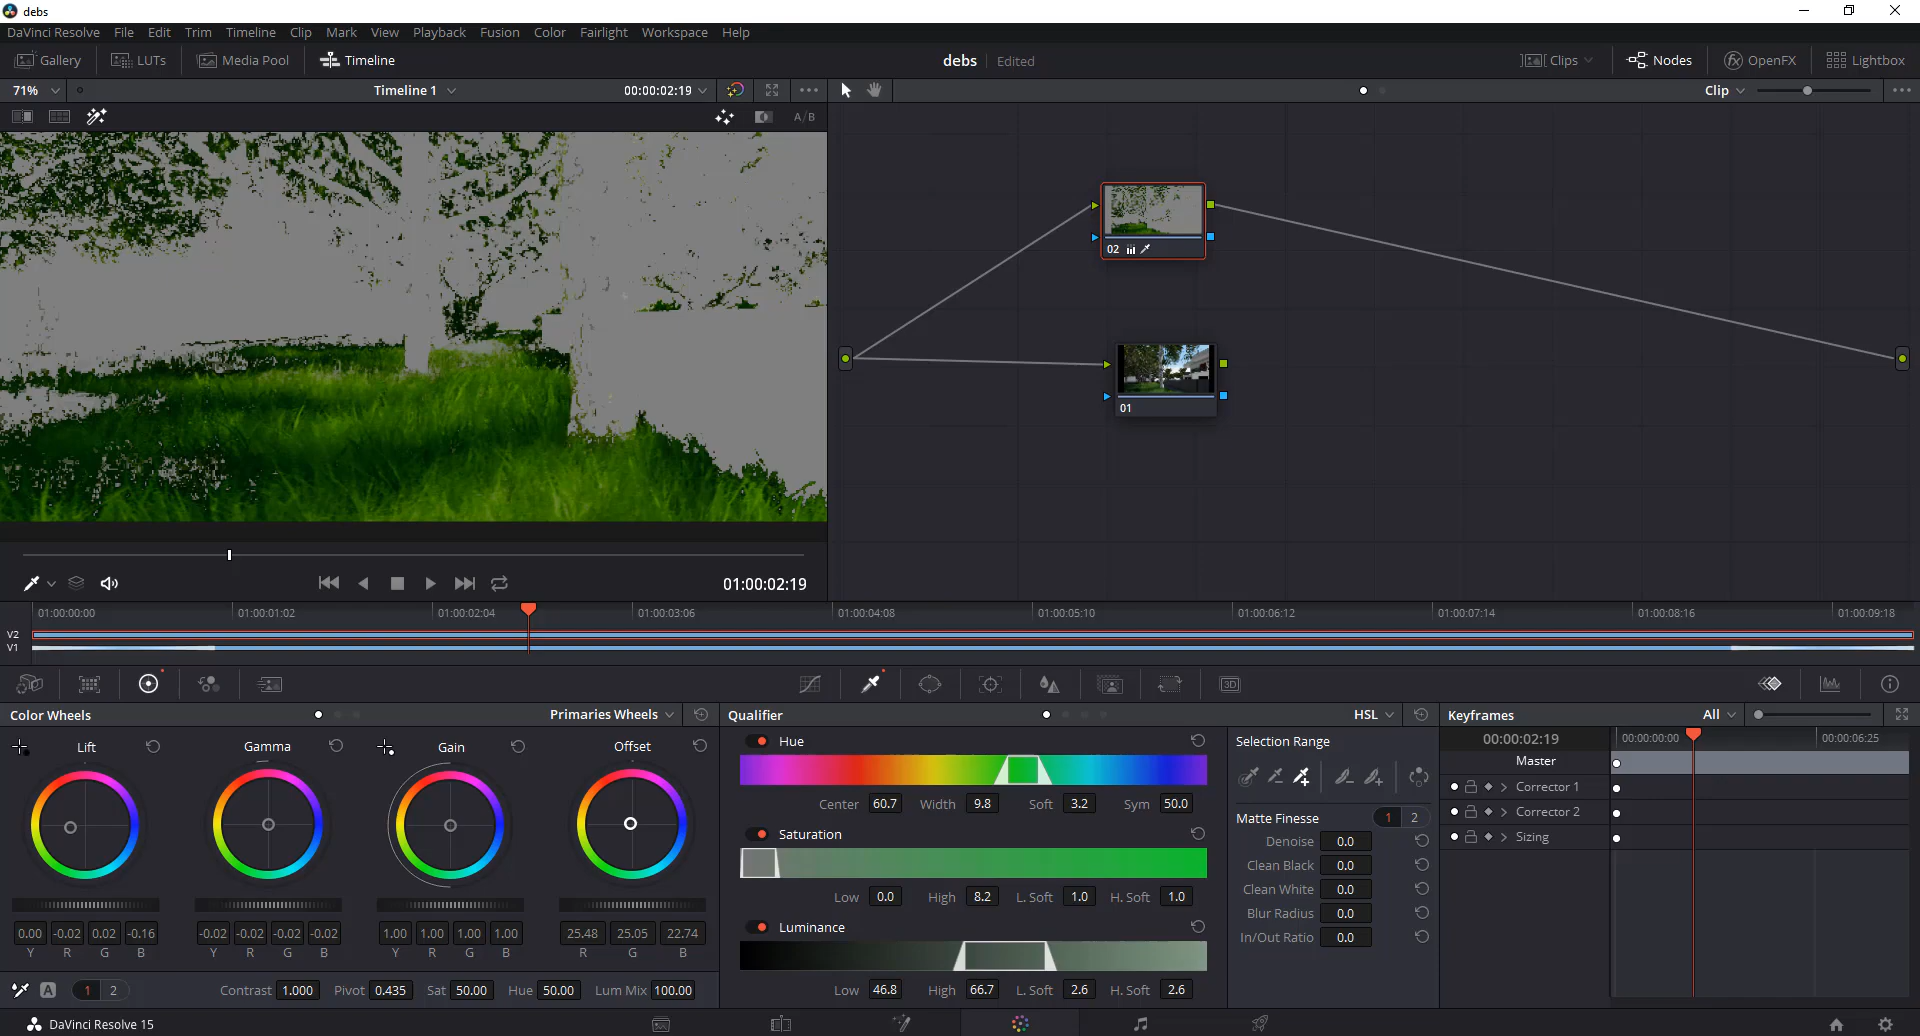 debs
DaVinci Resolve File Edit Trim Timeline Clip Mark View Playback Fusion Color Fairlight Workspace Help
Gallery LUTs Media Pool Timeline debs Edited Clips Nodes OpenFX Lightbox
71% Timeline 1 00:00:02:19 Clip
A/B
02
01
01:00:02:19
01:00:00:00 01:00:01:02 01:00:02:04 01:00:03:06 01:00:04:08 01:00:05:10 01:00:06:12 01:00:07:14 01:00:08:16 01:00:09:18
V2
V1
3D
Color Wheels Primaries Wheels Qualifier HSL Keyframes All
Lift Gamma Gain Offset
0.00 -0.02 0.02 -0.16 -0.02 -0.02 -0.02 -0.02 1.00 1.00 1.00 1.00 25.48 25.05 22.74
Y R G B Y R G B Y R G B R G B
A 1 2 Contrast 1.000 Pivot 0.435 Sat 50.00 Hue 50.00 Lum Mix 100.00
Hue
Center 60.7 Width 9.8 Soft 3.2 Sym 50.0
Saturation
Low 0.0 High 8.2 L. Soft 1.0 H. Soft 1.0
Luminance
Low 46.8 High 66.7 L. Soft 2.6 H. Soft 2.6
Selection Range
Matte Finesse 1 2
Denoise 0.0
Clean Black 0.0
Clean White 0.0
Blur Radius 0.0
In/Out Ratio 0.0
00:00:02:19 00:00:00:00 00:00:06:25
Master
Corrector 1
Corrector 2
Sizing
DaVinci Resolve 15